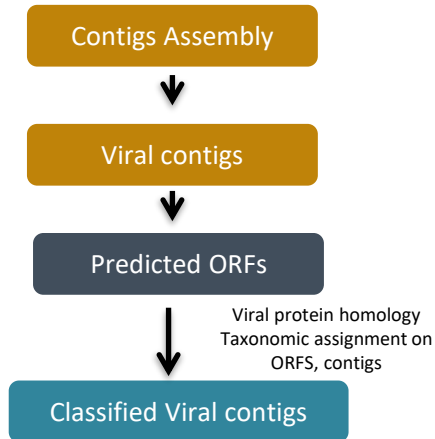 Contigs Assembly
Viral contigs
Predicted ORFs
Viral protein homology
Taxonomic assignment on
ORFS, contigs
Classified Viral contigs